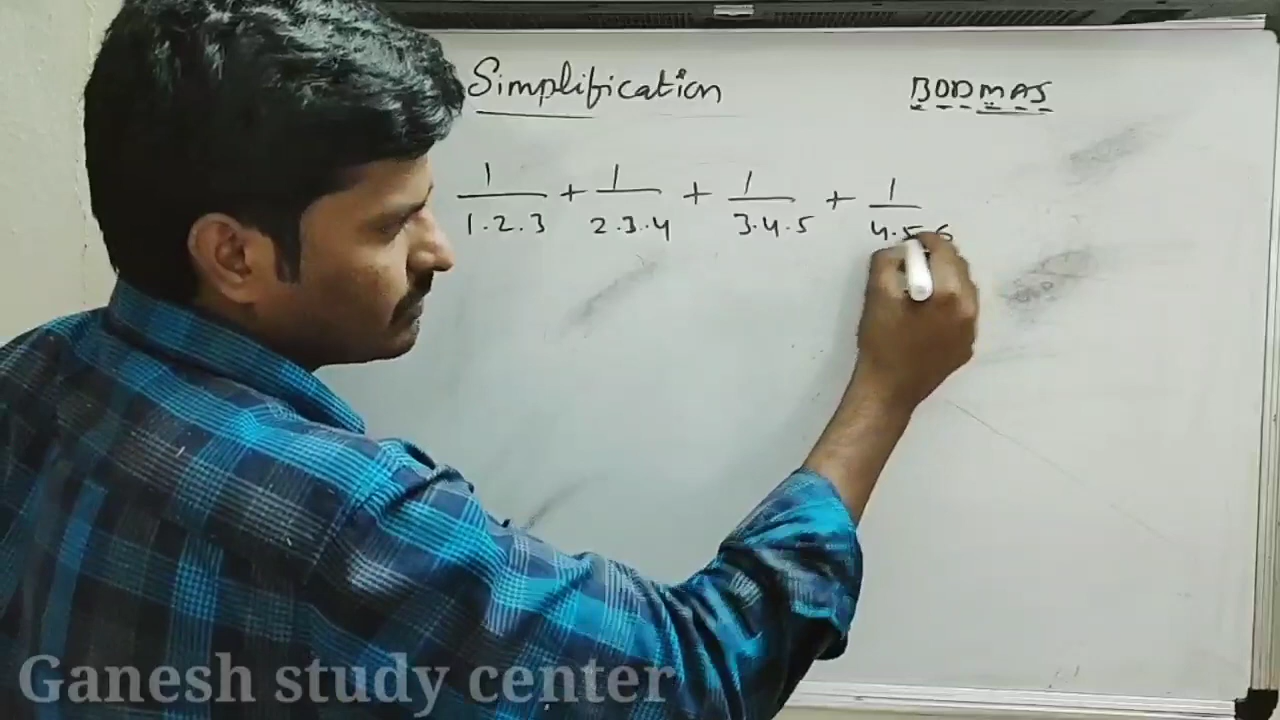 Simplification BODMAS
1/1.2.3 + 1/2.3.4 + 1/3.4.5 + 1/4.5.6
Ganesh study center